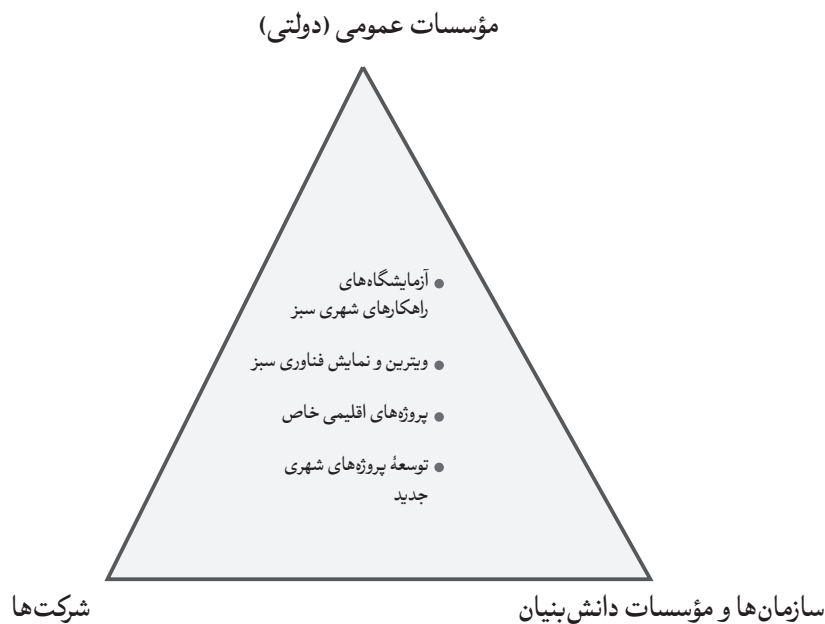 مؤسسات عمومی (دولتی)
● آزمایشگاه‌های
راهکارهای شهری سبز
● ویترین و نمایش فناوری سبز
● پروژه‌های اقلیمی خاص
● توسعهٔ پروژه‌های شهری
جدید
سازمان‌ها و مؤسسات دانش‌بنیان
شرکت‌ها